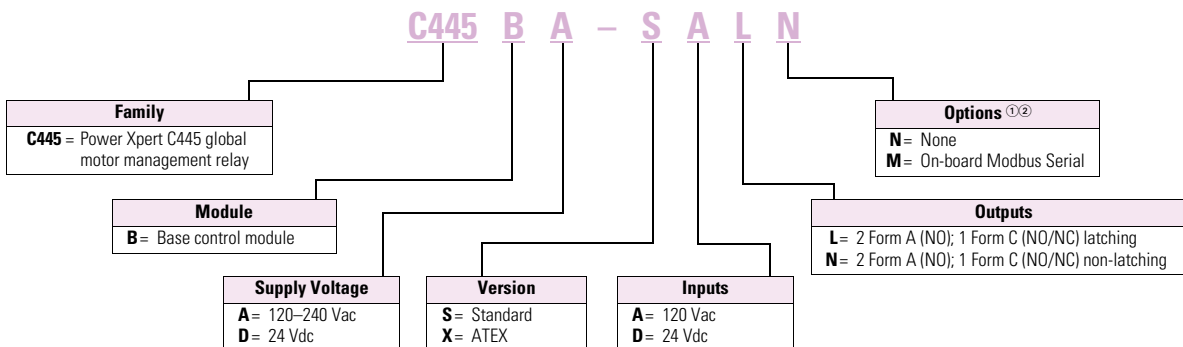 C445 B A – S A L N
Family
C445 = Power Xpert C445 global
motor management relay
Options ①②
N = None
M = On-board Modbus Serial
Module
B = Base control module
Outputs
L = 2 Form A (NO); 1 Form C (NO/NC) latching
N = 2 Form A (NO); 1 Form C (NO/NC) non-latching
Supply Voltage
A = 120–240 Vac
D = 24 Vdc
Version
S = Standard
X = ATEX
Inputs
A = 120 Vac
D = 24 Vdc